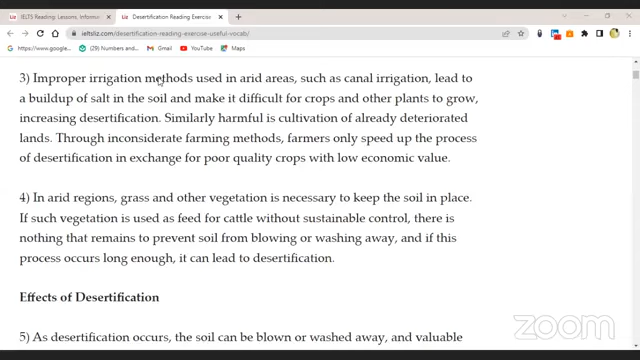 Liz IELTS Reading: Lessons, Informat
Liz Desertification Reading Exercise
ieltsliz.com/desertification-reading-exercise-useful-vocab/
https://www.google... (29) Numbers and... Gmail YouTube Maps
3) Improper irrigation methods used in arid areas, such as canal irrigation, lead to
a buildup of salt in the soil and make it difficult for crops and other plants to grow,
increasing desertification. Similarly harmful is cultivation of already deteriorated
lands. Through inconsiderate farming methods, farmers only speed up the process
of desertification in exchange for poor quality crops with low economic value.
4) In arid regions, grass and other vegetation is necessary to keep the soil in place.
If such vegetation is used as feed for cattle without sustainable control, there is
nothing that remains to prevent soil from blowing or washing away, and if this
process occurs long enough, it can lead to desertification.
Effects of Desertification
5) As desertification occurs, the soil can be blown or washed away, and valuable
zoom